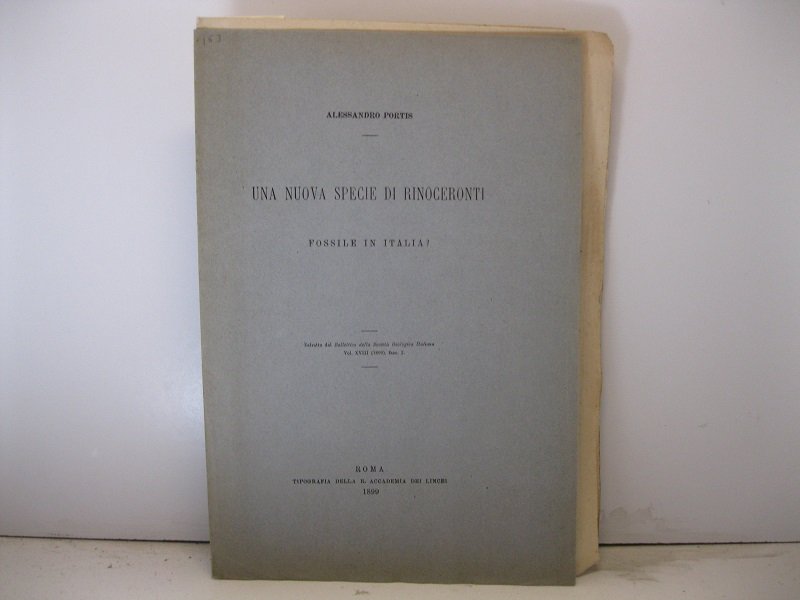 ALESSANDRO PORTIS
UNA NUOVA SPECIE DI RINOCERONTI
FOSSILE IN ITALIA?
Estratto dal Bollettino della Società Geologica Italiana
Vol. XVIII (1899), fasc. 2.
ROMA
TIPOGRAFIA DELLA R. ACCADEMIA DEI LINCEI
1899